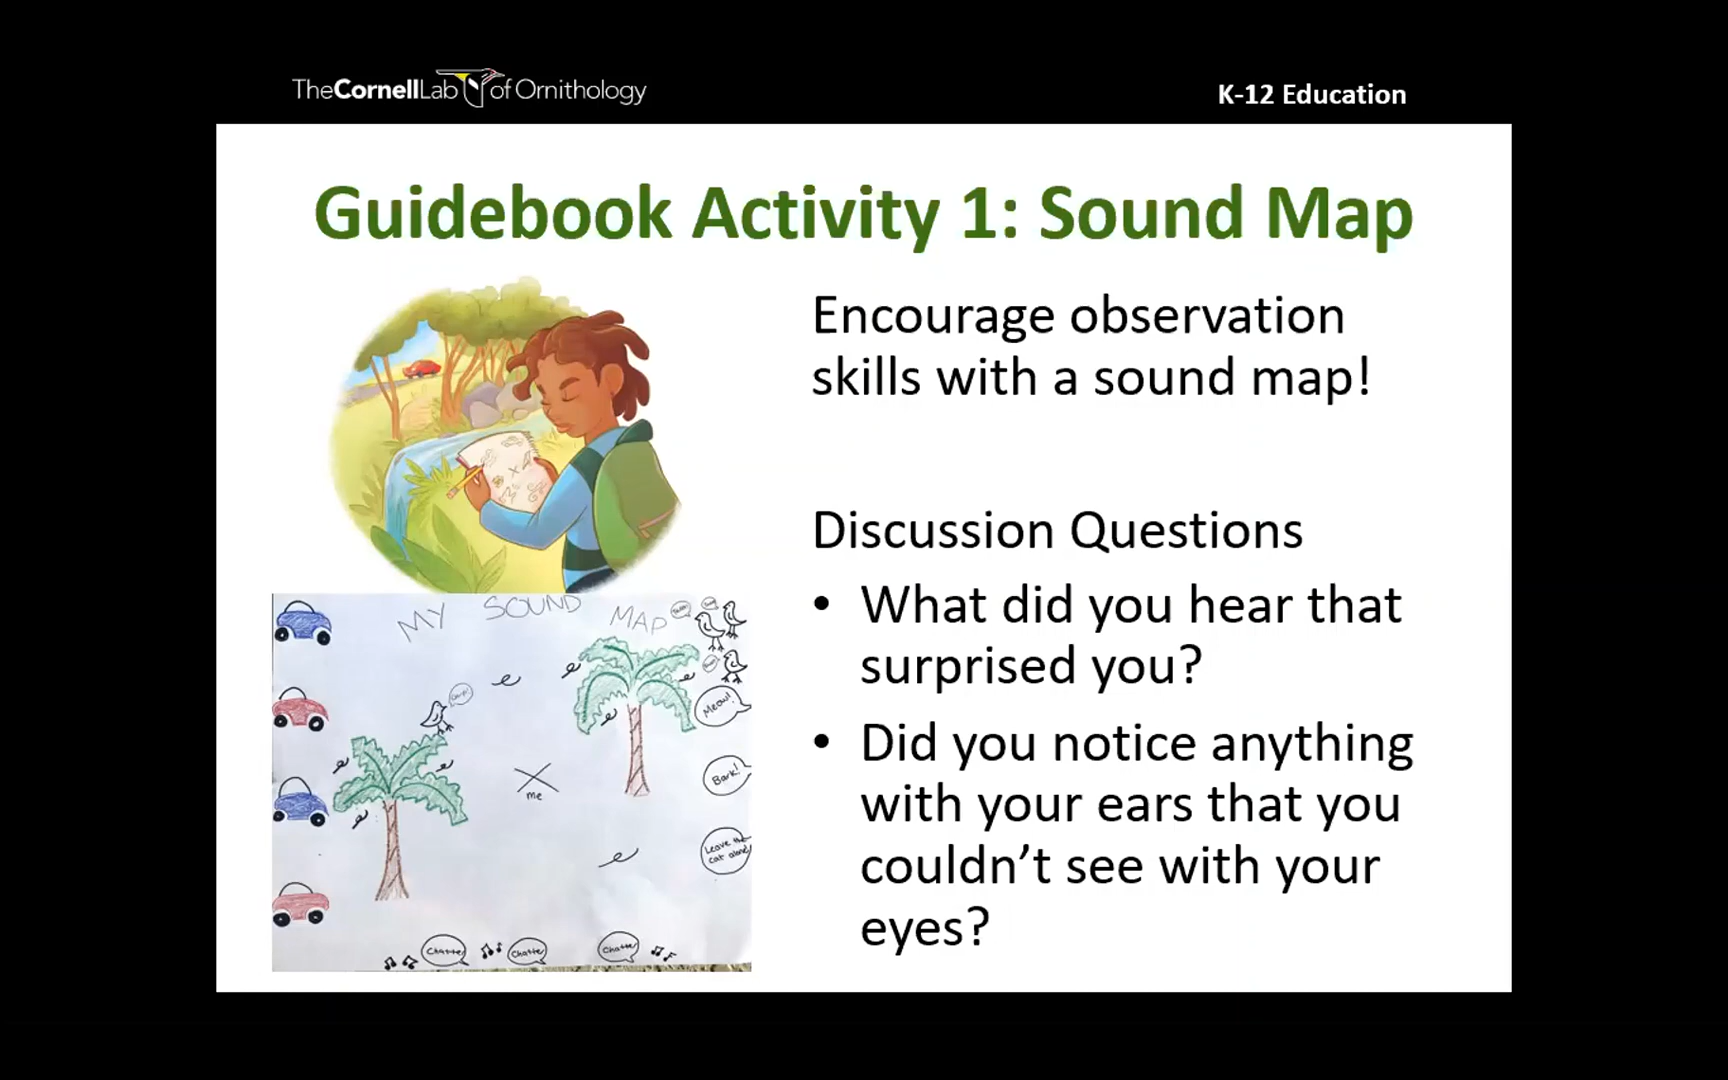 TheCornellLab of Ornithology
K-12 Education
Guidebook Activity 1: Sound Map
Encourage observation
skills with a sound map!
Discussion Questions
• What did you hear that
surprised you?
• Did you notice anything
with your ears that you
couldn't see with your
eyes?
MY SOUND MAP
Meow!
Bark!
me
Leave the
cat alone
Chatter
Chatter
Chatter